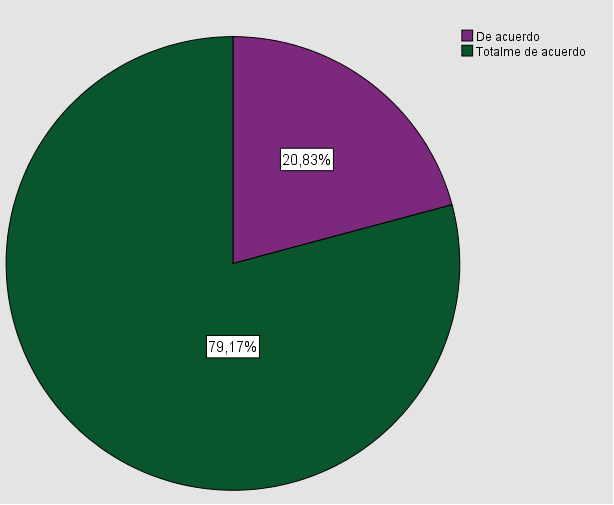 De acuerdo
Totalme de acuerdo
20,83%
79,17%